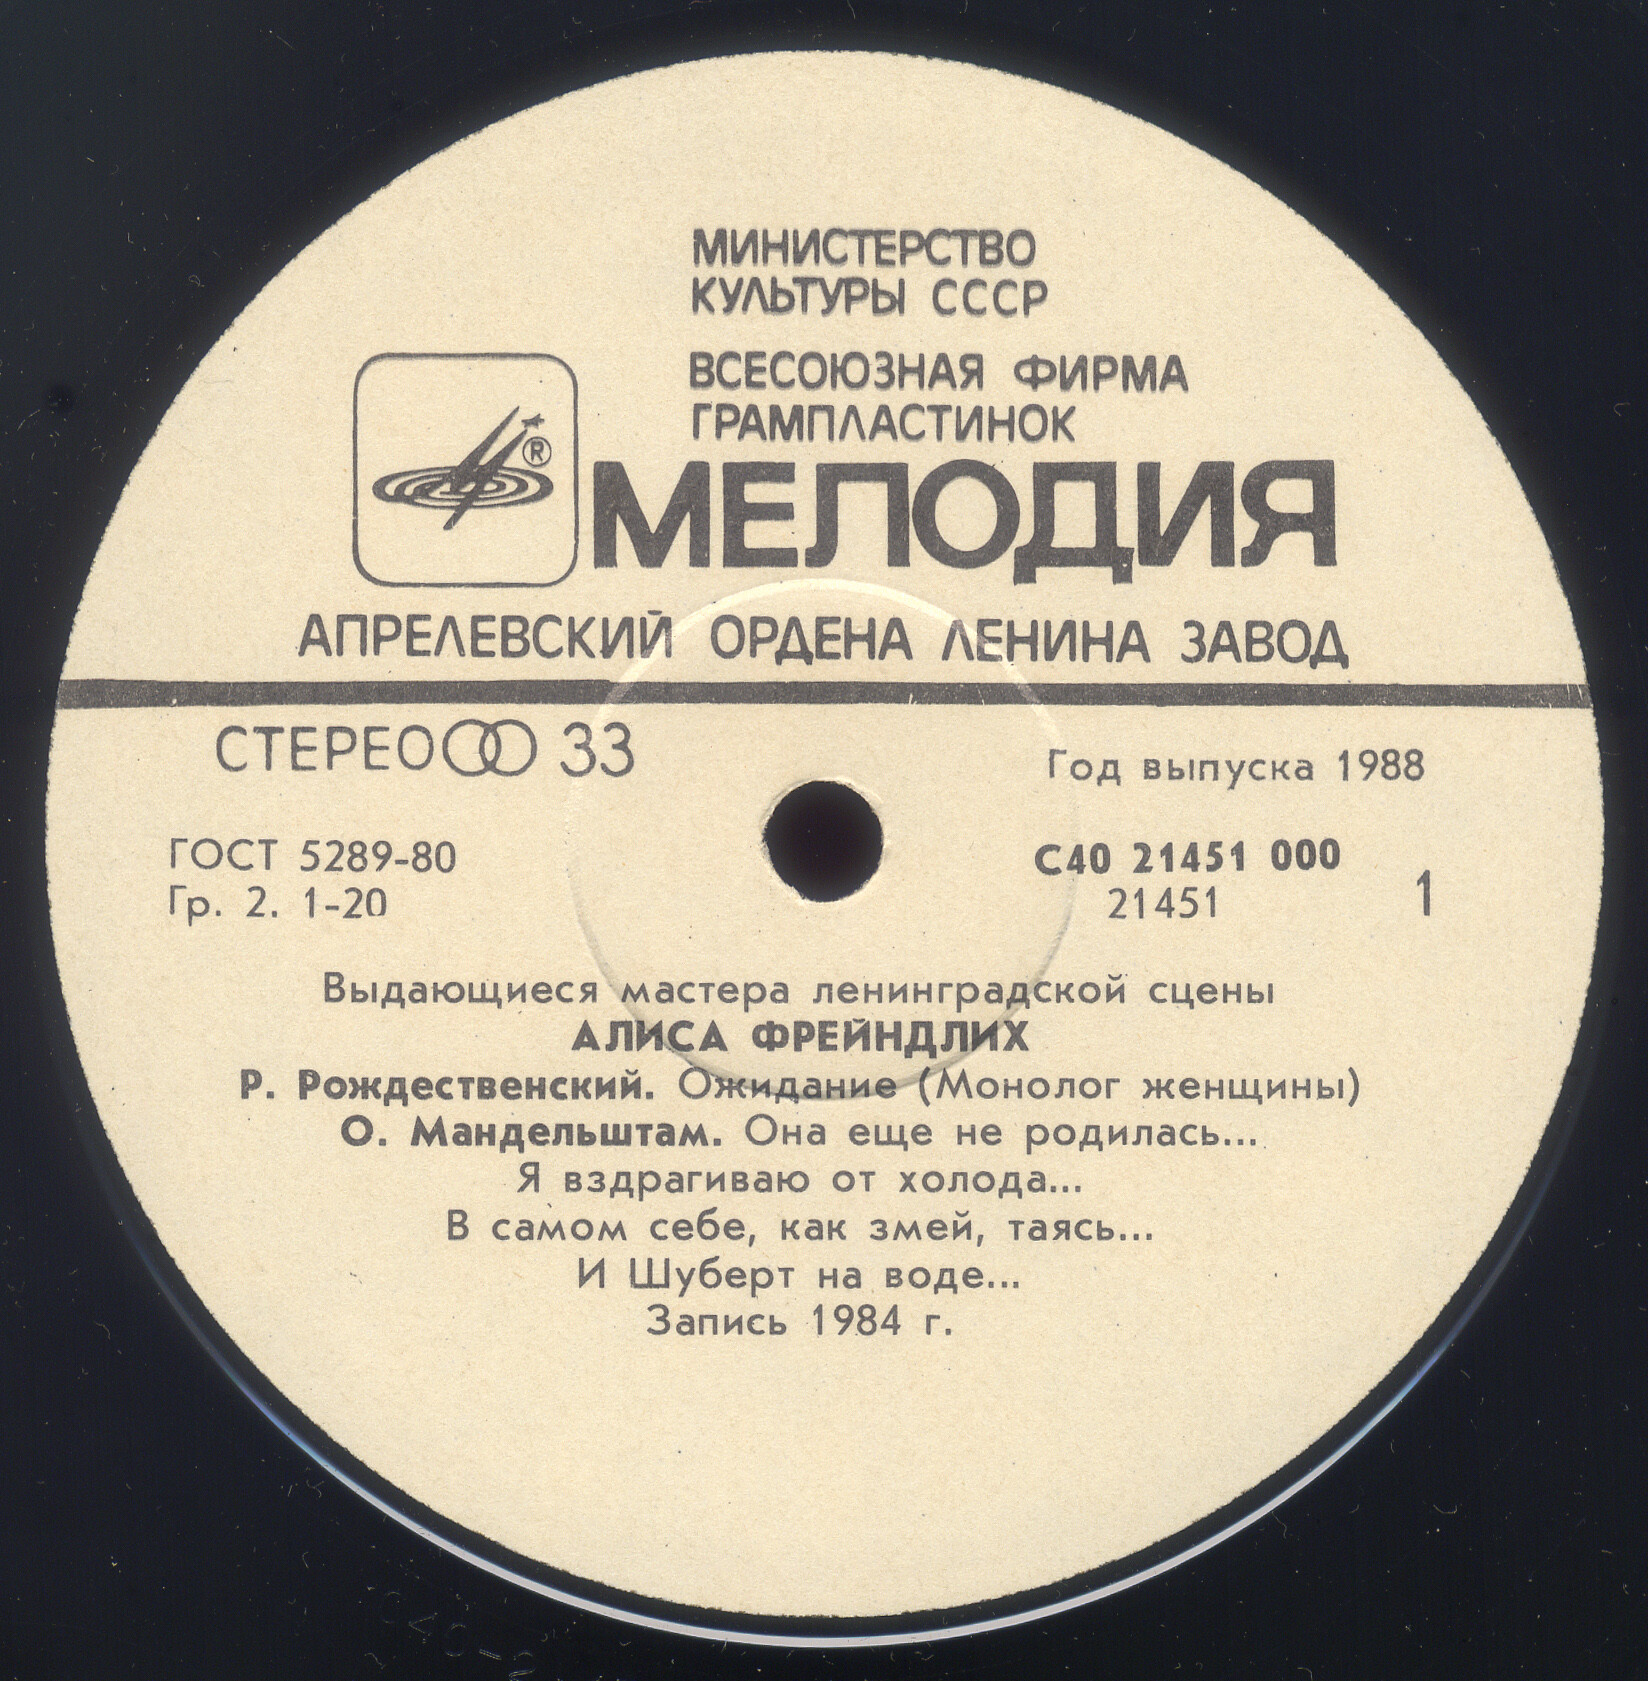 МИНИСТЕРСТВО
КУЛЬТУРЫ СССР
ВСЕСОЮЗНАЯ ФИРМА
ГРАМПЛАСТИНОК
®
МЕЛОДИЯ
АПРЕЛЕВСКИЙ ОРДЕНА ЛЕНИНА ЗАВОД
СТЕРЕО 33
Год выпуска 1988
ГОСТ 5289-80
Гр. 2. 1-20
С40 21451 000
21451
1
Выдающиеся мастера ленинградской сцены
АЛИСА ФРЕЙНДЛИХ
Р. Рождественский. Ожидание (Монолог женщины)
О. Мандельштам. Она еще не родилась...
Я вздрагиваю от холода...
В самом себе, как змей, таясь...
И Шуберт на воде...
Запись 1984 г.